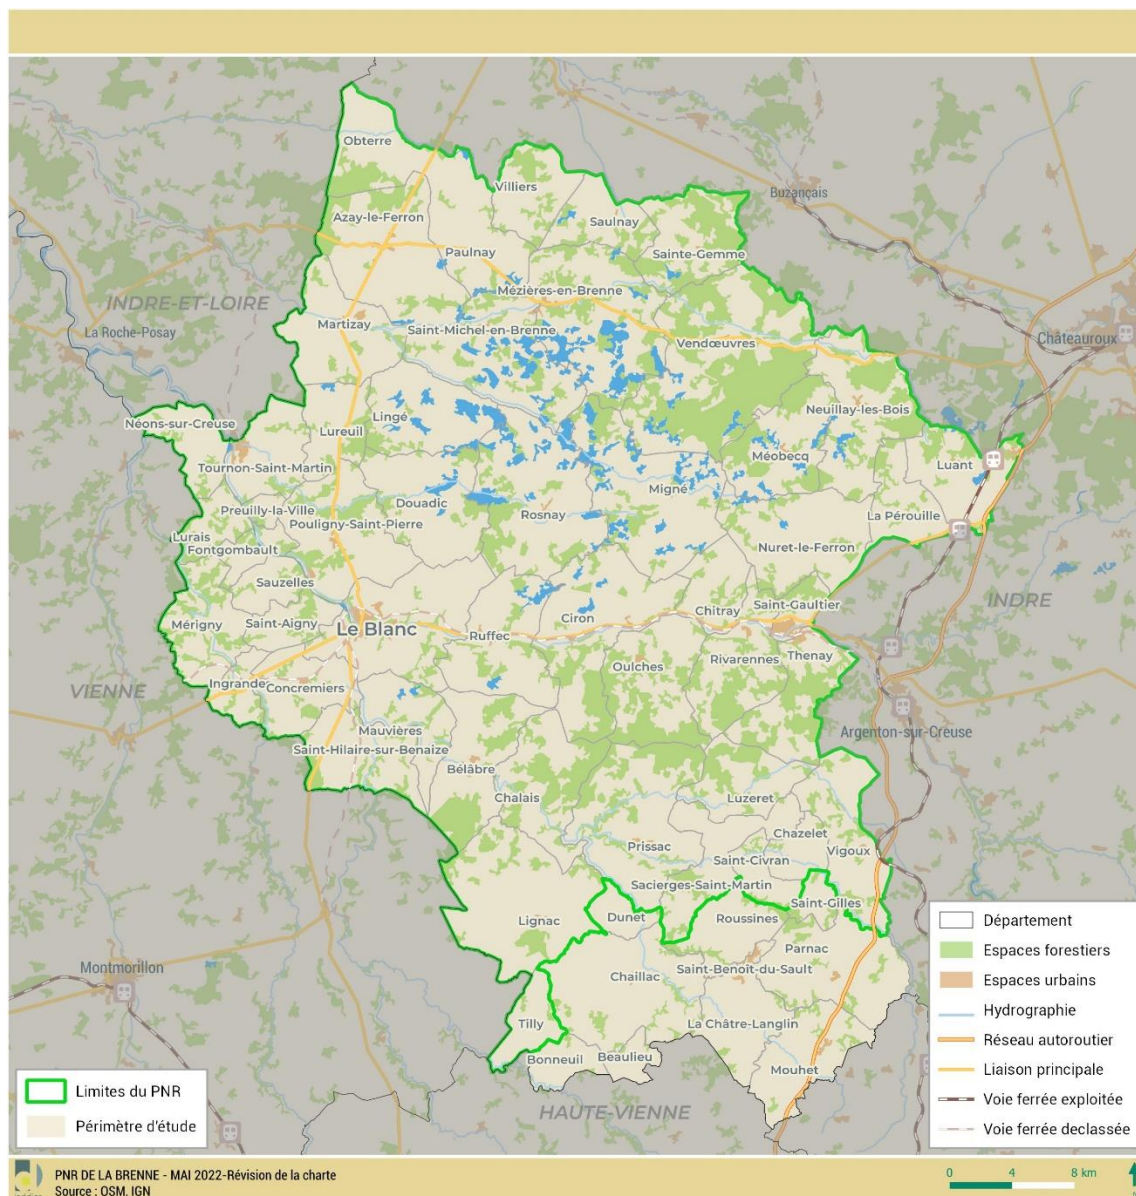 Obterre
Villiers
Buzançais
Azay-le-Ferron
Saulnay
Paulnay
Sainte-Gemme
INDRE-ET-LOIRE
Mézières-en-Brenne
La Roche-Posay
Martizay
Saint-Michel-en-Brenne
Vendœuvres
Châteauroux
Néons-sur-Creuse
Lingé
Neuillay-les-Bois
Lureuil
Tournon-Saint-Martin
Méobecq
Luant
Migné
Douadic
Preuilly-la-Ville
Rosnay
La Pérouille
Pouligny-Saint-Pierre
Lurais
Fontgombault
Nuret-le-Ferron
Sauzelles
INDRE
Mérigny
Saint-Aigny
Le Blanc
Ruffec
Ciron
Chitray
Saint-Gaultier
Oulches
Rivarennes
Thenay
VIENNE
Ingrande
Concremiers
Mauvières
Argenton-sur-Creuse
Saint-Hilaire-sur-Benaize
Bélâbre
Chalais
Luzeret
Chazelet
Prissac
Vigoux
Saint-Civran
Sacierges-Saint-Martin
Saint-Gilles
Lignac
Dunet
Roussines
Parnac
Montmorillon
Chaillac
Saint-Benoît-du-Sault
Tilly
La Châtre-Langlin
Bonneuil
Beaulieu
Mouhet
HAUTE-VIENNE
Limites du PNR
Périmètre d'étude
Département
Espaces forestiers
Espaces urbains
Hydrographie
Réseau autoroutier
Liaison principale
Voie ferrée exploitée
Voie ferrée declassée
PNR DE LA BRENNE - MAI 2022-Révision de la charte
Source : OSM, IGN
0 4 8 km